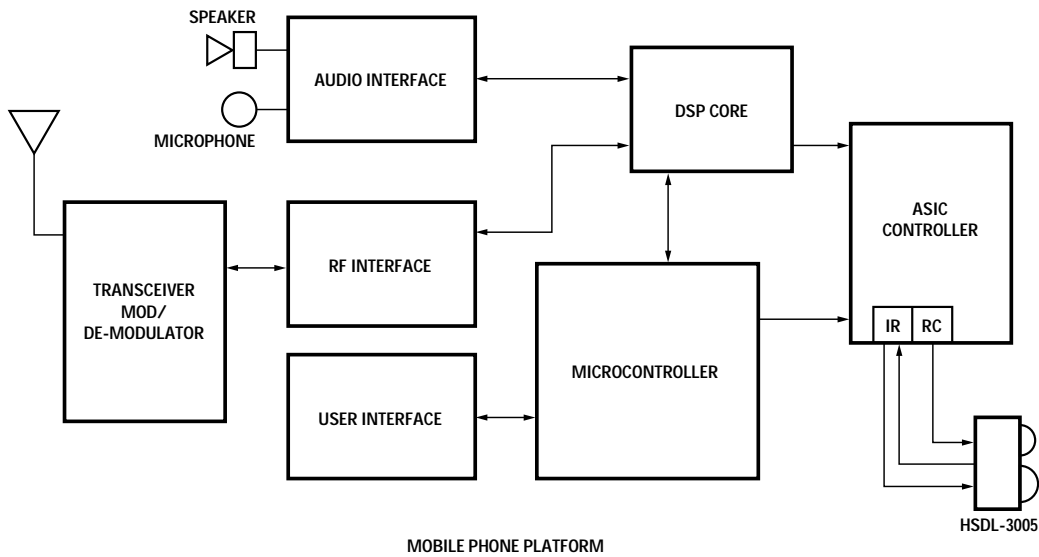 SPEAKER
AUDIO INTERFACE
MICROPHONE
DSP CORE
ASIC
CONTROLLER
RF INTERFACE
TRANSCEIVER
MOD/
DE-MODULATOR
IR
RC
MICROCONTROLLER
USER INTERFACE
HSDL-3005
MOBILE PHONE PLATFORM